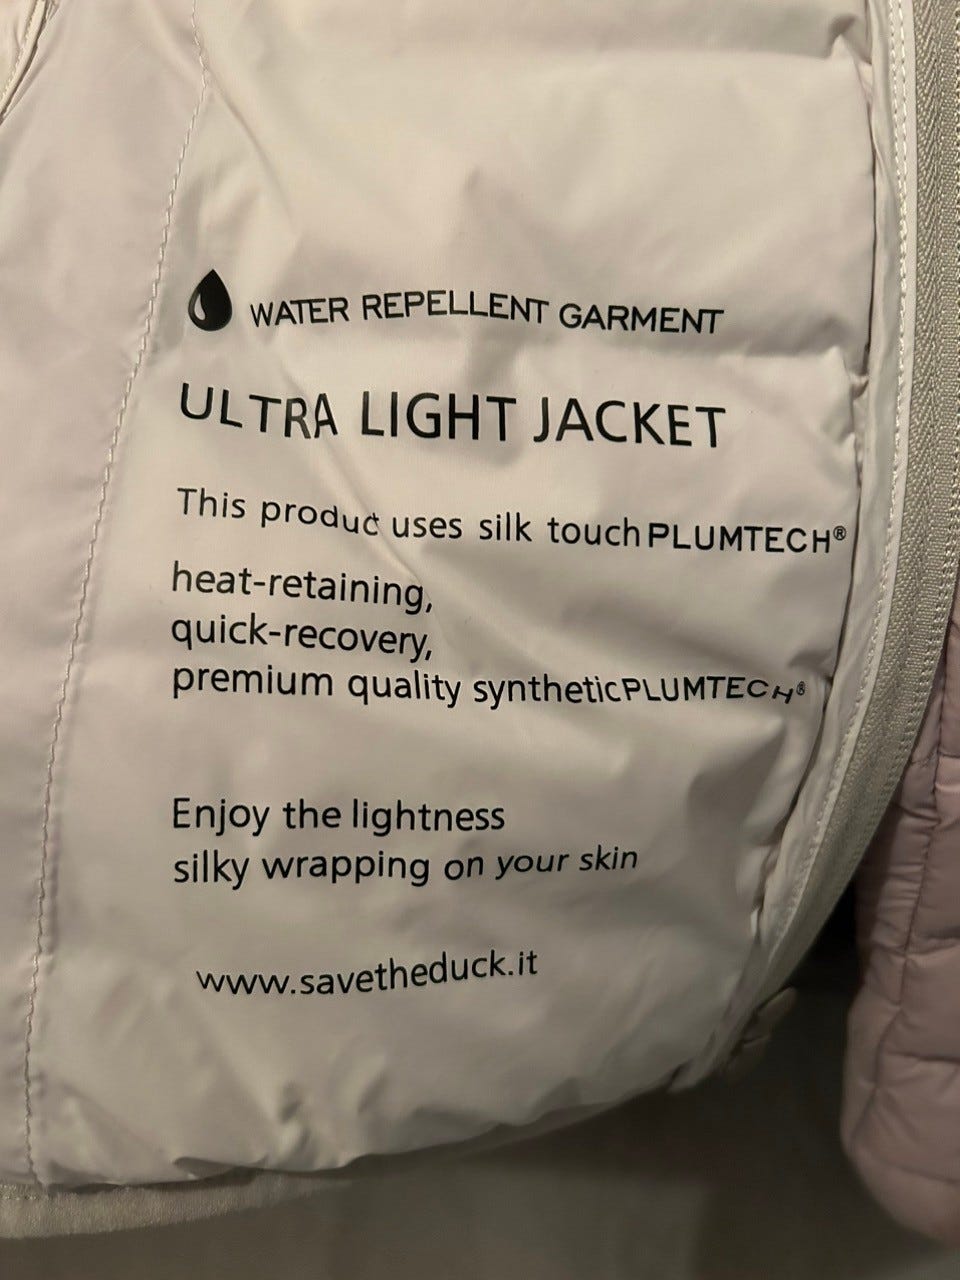 WATER REPELLENT GARMENT
ULTRA LIGHT JACKET
This product uses silk touch PLUMTECH®
heat-retaining,
quick-recovery,
premium quality synthetic PLUMTECH®
Enjoy the lightness
silky wrapping on your skin
www.savetheduck.it